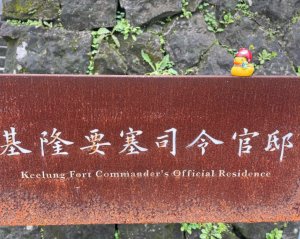 基隆要塞司令官邸
Keelung Fort Commander's Official Residence